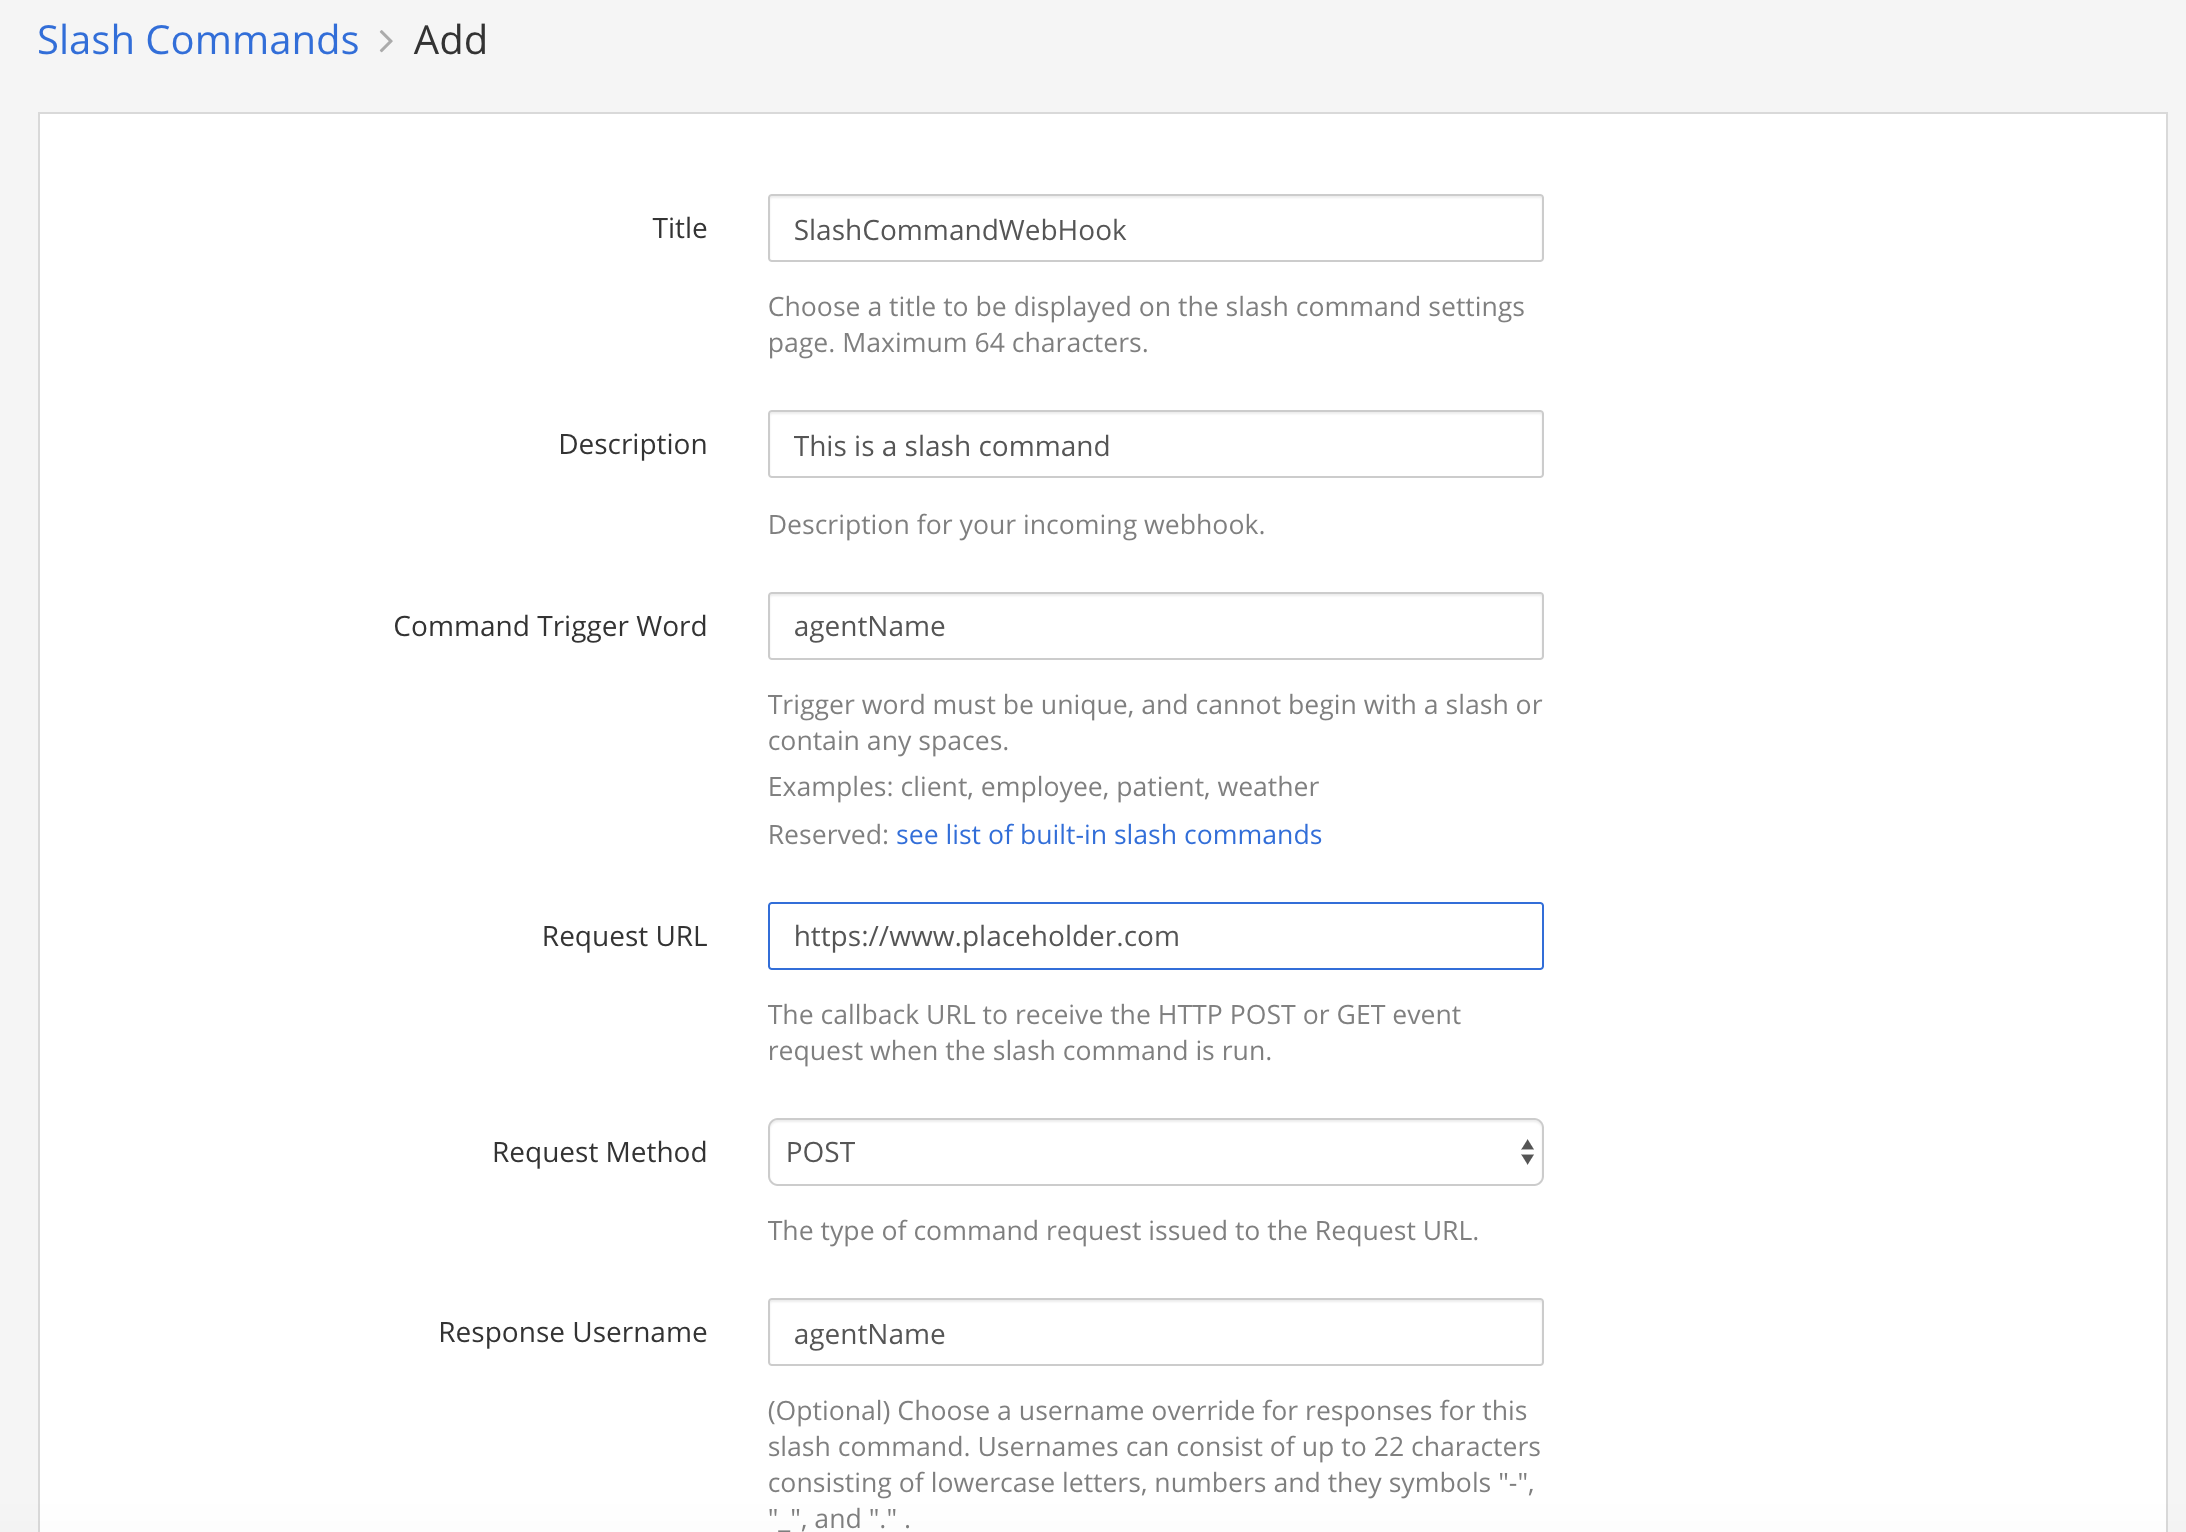 Slash Commands > Add
Title
SlashCommandWebHook
Choose a title to be displayed on the slash command settings
page. Maximum 64 characters.
Description
This is a slash command
Description for your incoming webhook.
Command Trigger Word
agentName
Trigger word must be unique, and cannot begin with a slash or
contain any spaces.
Examples: client, employee, patient, weather
Reserved: see list of built-in slash commands
Request URL
https://www.placeholder.com
The callback URL to receive the HTTP POST or GET event
request when the slash command is run.
Request Method
POST
The type of command request issued to the Request URL.
Response Username
agentName
(Optional) Choose a username override for responses for this
slash command. Usernames can consist of up to 22 characters
consisting of lowercase letters, numbers and they symbols "-",
"_", and "." .